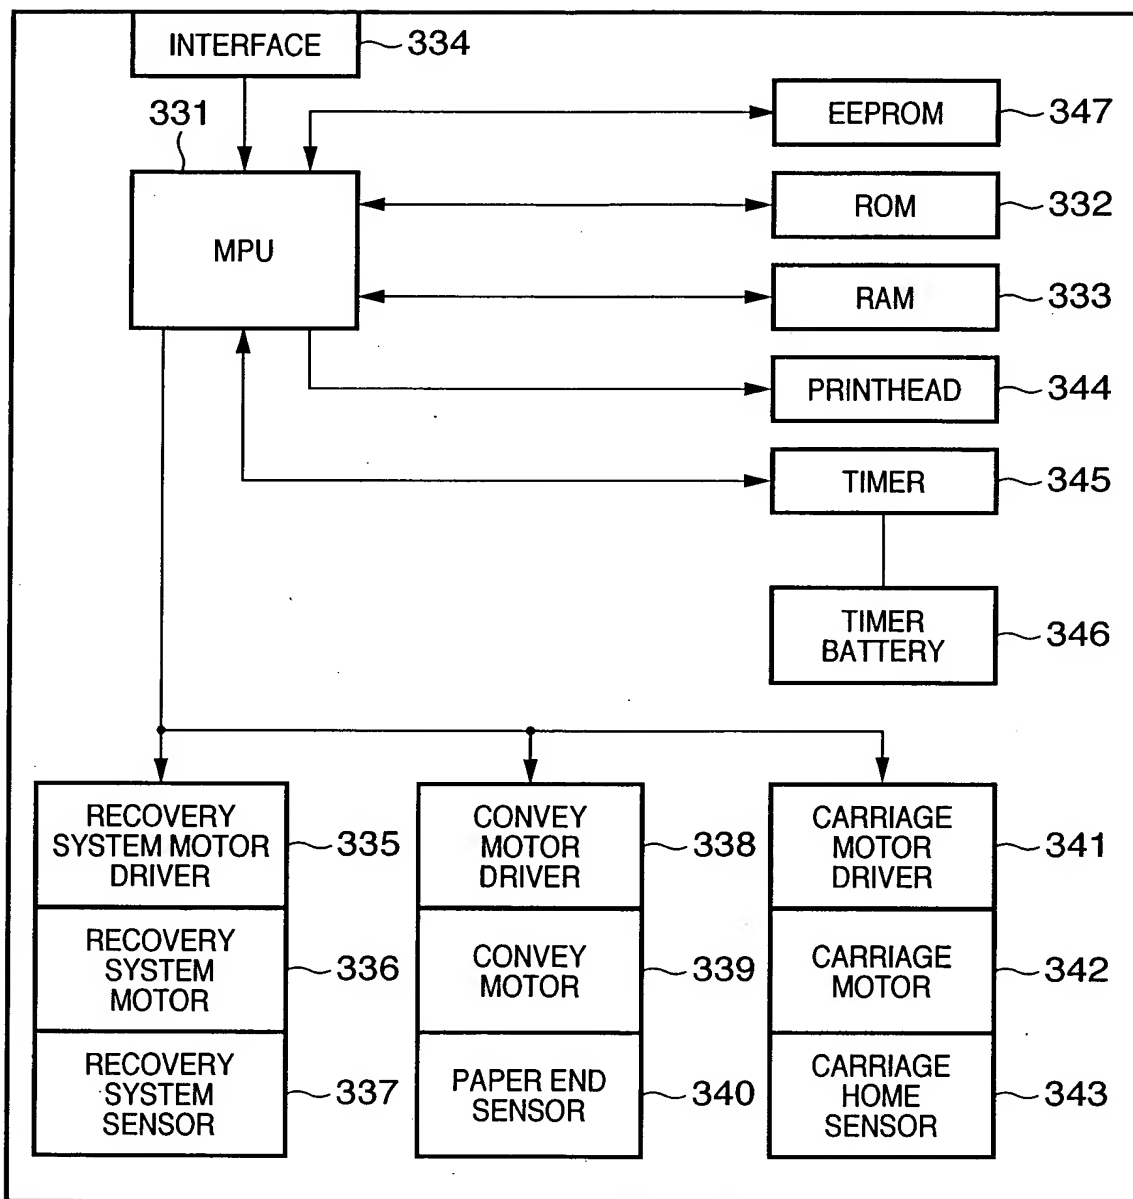 INTERFACE
334
331
MPU
EEPROM
347
ROM
332
RAM
333
PRINTHEAD
344
TIMER
345
TIMER
BATTERY
346
RECOVERY
SYSTEM MOTOR
DRIVER
335
CONVEY
MOTOR
DRIVER
338
CARRIAGE
MOTOR
DRIVER
341
RECOVERY
SYSTEM
MOTOR
336
CONVEY
MOTOR
339
CARRIAGE
MOTOR
342
RECOVERY
SYSTEM
SENSOR
337
PAPER END
SENSOR
340
CARRIAGE
HOME
SENSOR
343